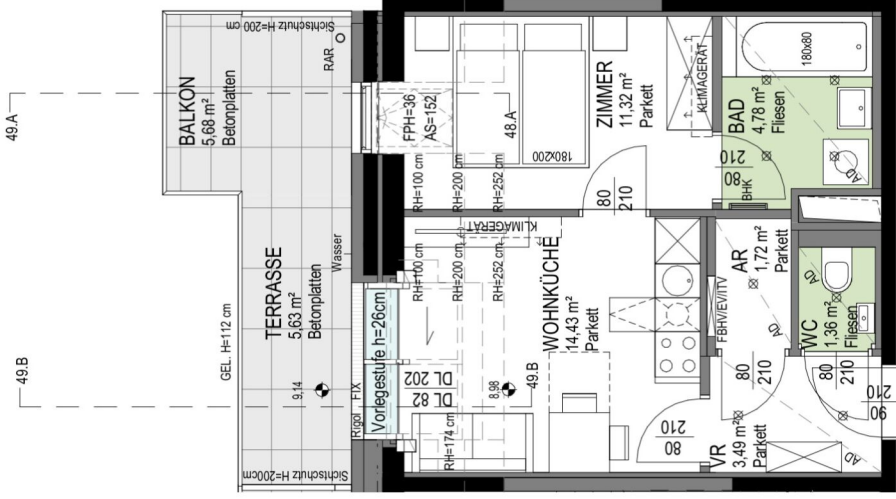 Sichtschutz H=200 cm
RAR
BALKON
5,68 m²
Betonplatten
49.A
FPH=36
AS=152
48.A
180x200
RH=100 cm
RH=200 cm
RH=252 cm
ZIMMER
11,32 m²
Parkett
KLIMAGERÄT
80
210
180x80
BAD
4,78 m²
Fliesen
AD
80
210
BHK
TERRASSE
5,63 m²
Betonplatten
Wasser
GEL. H=112 cm
49.B
9,14
Rigol
FIX
Vorlegestufe h=26cm
Sichtschutz H=200cm
KLIMAGERÄT
RH=100 cm
RH=200 cm
RH=252 cm
WOHNKÜCHE
14,43 m²
Parkett
DL 202
DL 82
8,98
49.B
RH=174 cm
80
210
FBHV/EV/ITV
AR
1,72 m²
Parkett
AD
80
210
WC
1,36 m²
Fliesen
AD
80
210
90
210
VR
3,49 m²
Parkett
AD